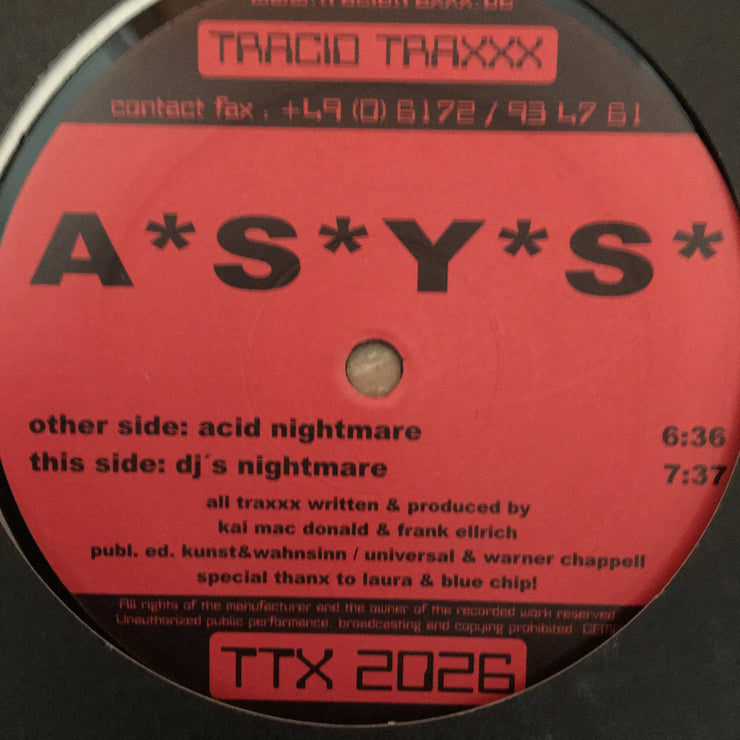 TRACID TRAXXX
contact fax : +49 (0) 6172 / 93 47 61
A*S*Y*S*
other side: acid nightmare 6:36
this side: dj´s nightmare 7:37
all traxxx written & produced by
kai mac donald & frank ellrich
publ. ed. kunst&wahnsinn / universal & warner chappell
special thanx to laura & blue chip!
All rights of the manufacturer and the owner of the recorded work reserved
Unauthorized public performance, broadcasting and copying prohibited
TTX 2026